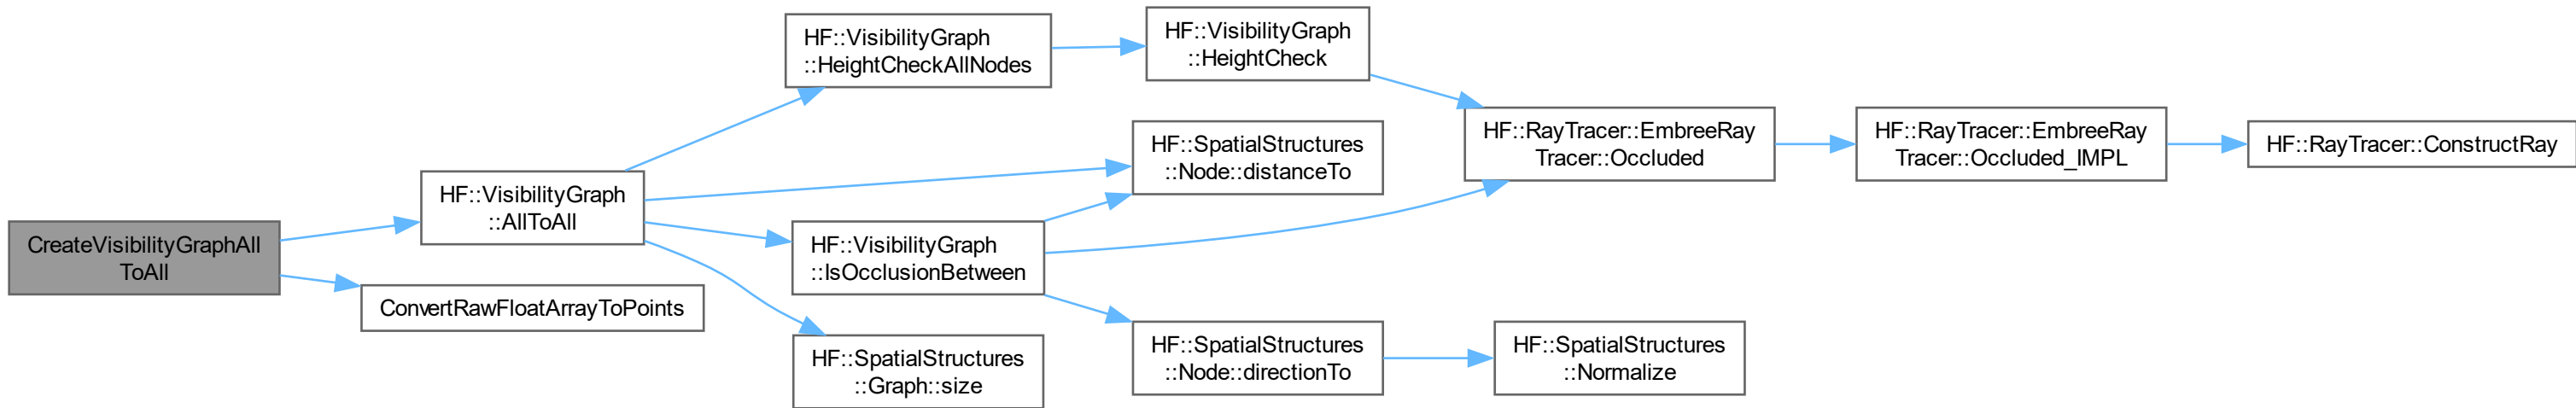 CreateVisibilityGraphAll
ToAll
HF::VisibilityGraph
::AllToAll
ConvertRawFloatArrayToPoints
HF::VisibilityGraph
::HeightCheckAllNodes
HF::VisibilityGraph
::IsOcclusionBetween
HF::SpatialStructures
::Graph::size
HF::VisibilityGraph
::HeightCheck
HF::SpatialStructures
::Node::distanceTo
HF::SpatialStructures
::Node::directionTo
HF::RayTracer::EmbreeRay
Tracer::Occluded
HF::SpatialStructures
::Normalize
HF::RayTracer::EmbreeRay
Tracer::Occluded_IMPL
HF::RayTracer::ConstructRay